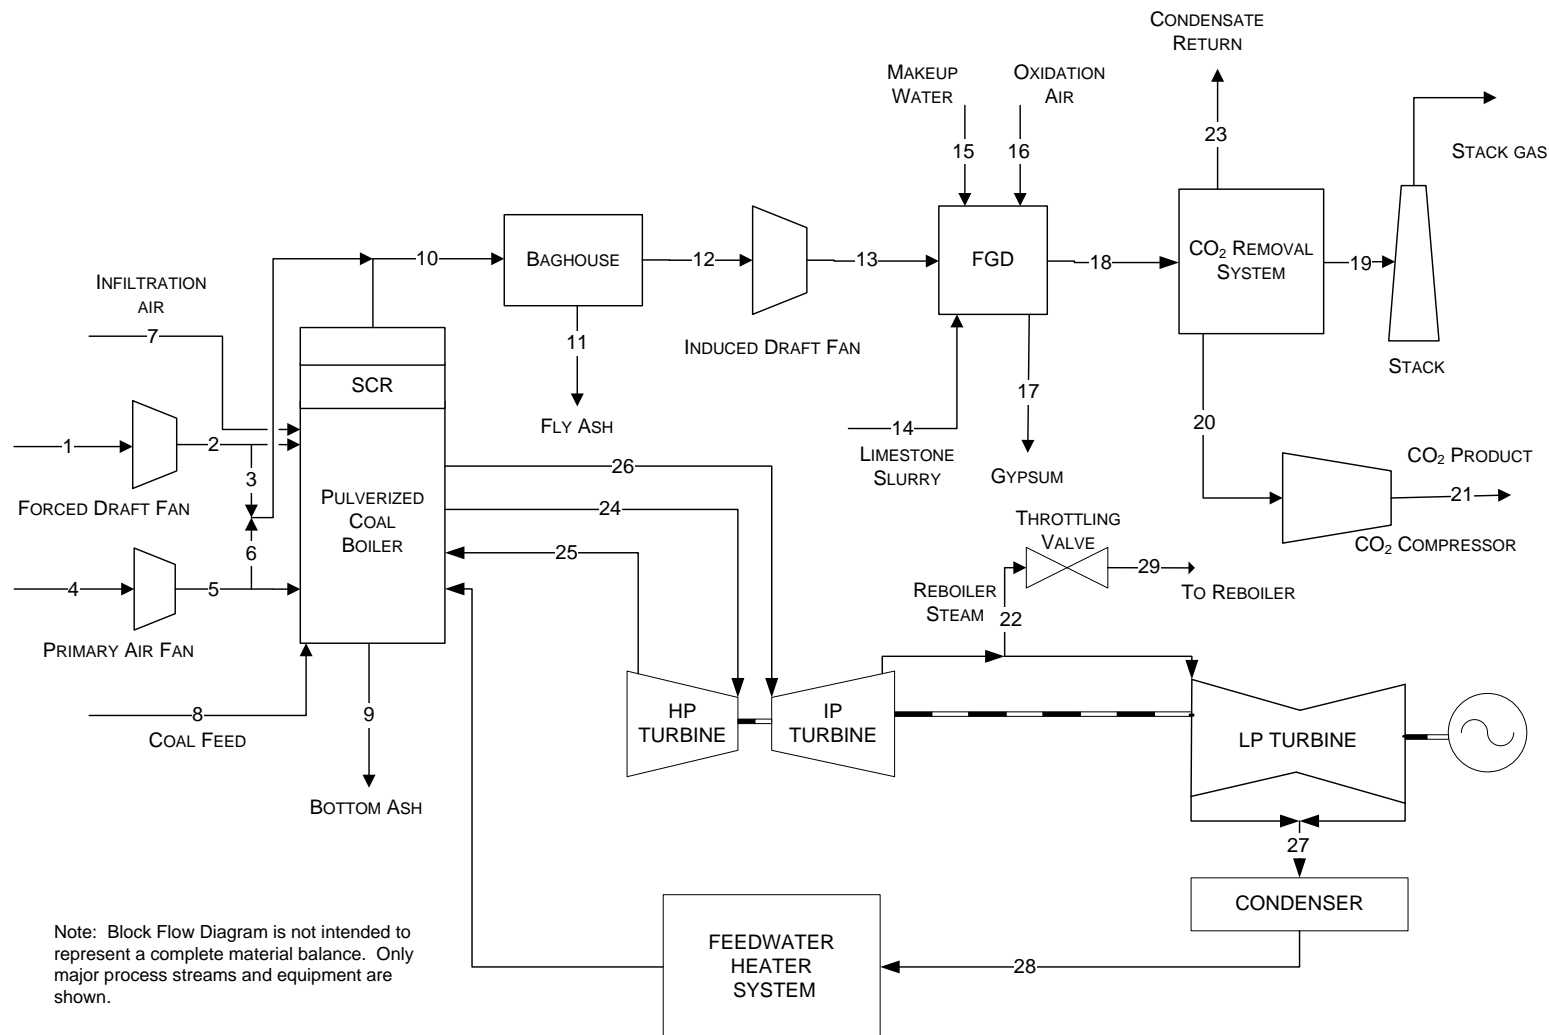 CONDENSATE
RETURN
MAKEUP
WATER
OXIDATION
AIR
23
15
16
STACK GAS
10
BAGHOUSE
12
13
FGD
18
CO2 REMOVAL
SYSTEM
19
INFILTRATION
AIR
7
11
INDUCED DRAFT FAN
STACK
SCR
17
FLY ASH
14
LIMESTONE
SLURRY
20
1
2
3
26
GYPSUM
CO2 PRODUCT
21
FORCED DRAFT FAN
PULVERIZED
COAL
BOILER
24
THROTTLING
VALVE
CO2 COMPRESSOR
6
25
29
4
5
REBOILER
STEAM
TO REBOILER
22
PRIMARY AIR FAN
8
9
COAL FEED
HP
TURBINE
IP
TURBINE
LP TURBINE
BOTTOM ASH
27
CONDENSER
Note: Block Flow Diagram is not intended to
represent a complete material balance. Only
major process streams and equipment are
shown.
FEEDWATER
HEATER
SYSTEM
28